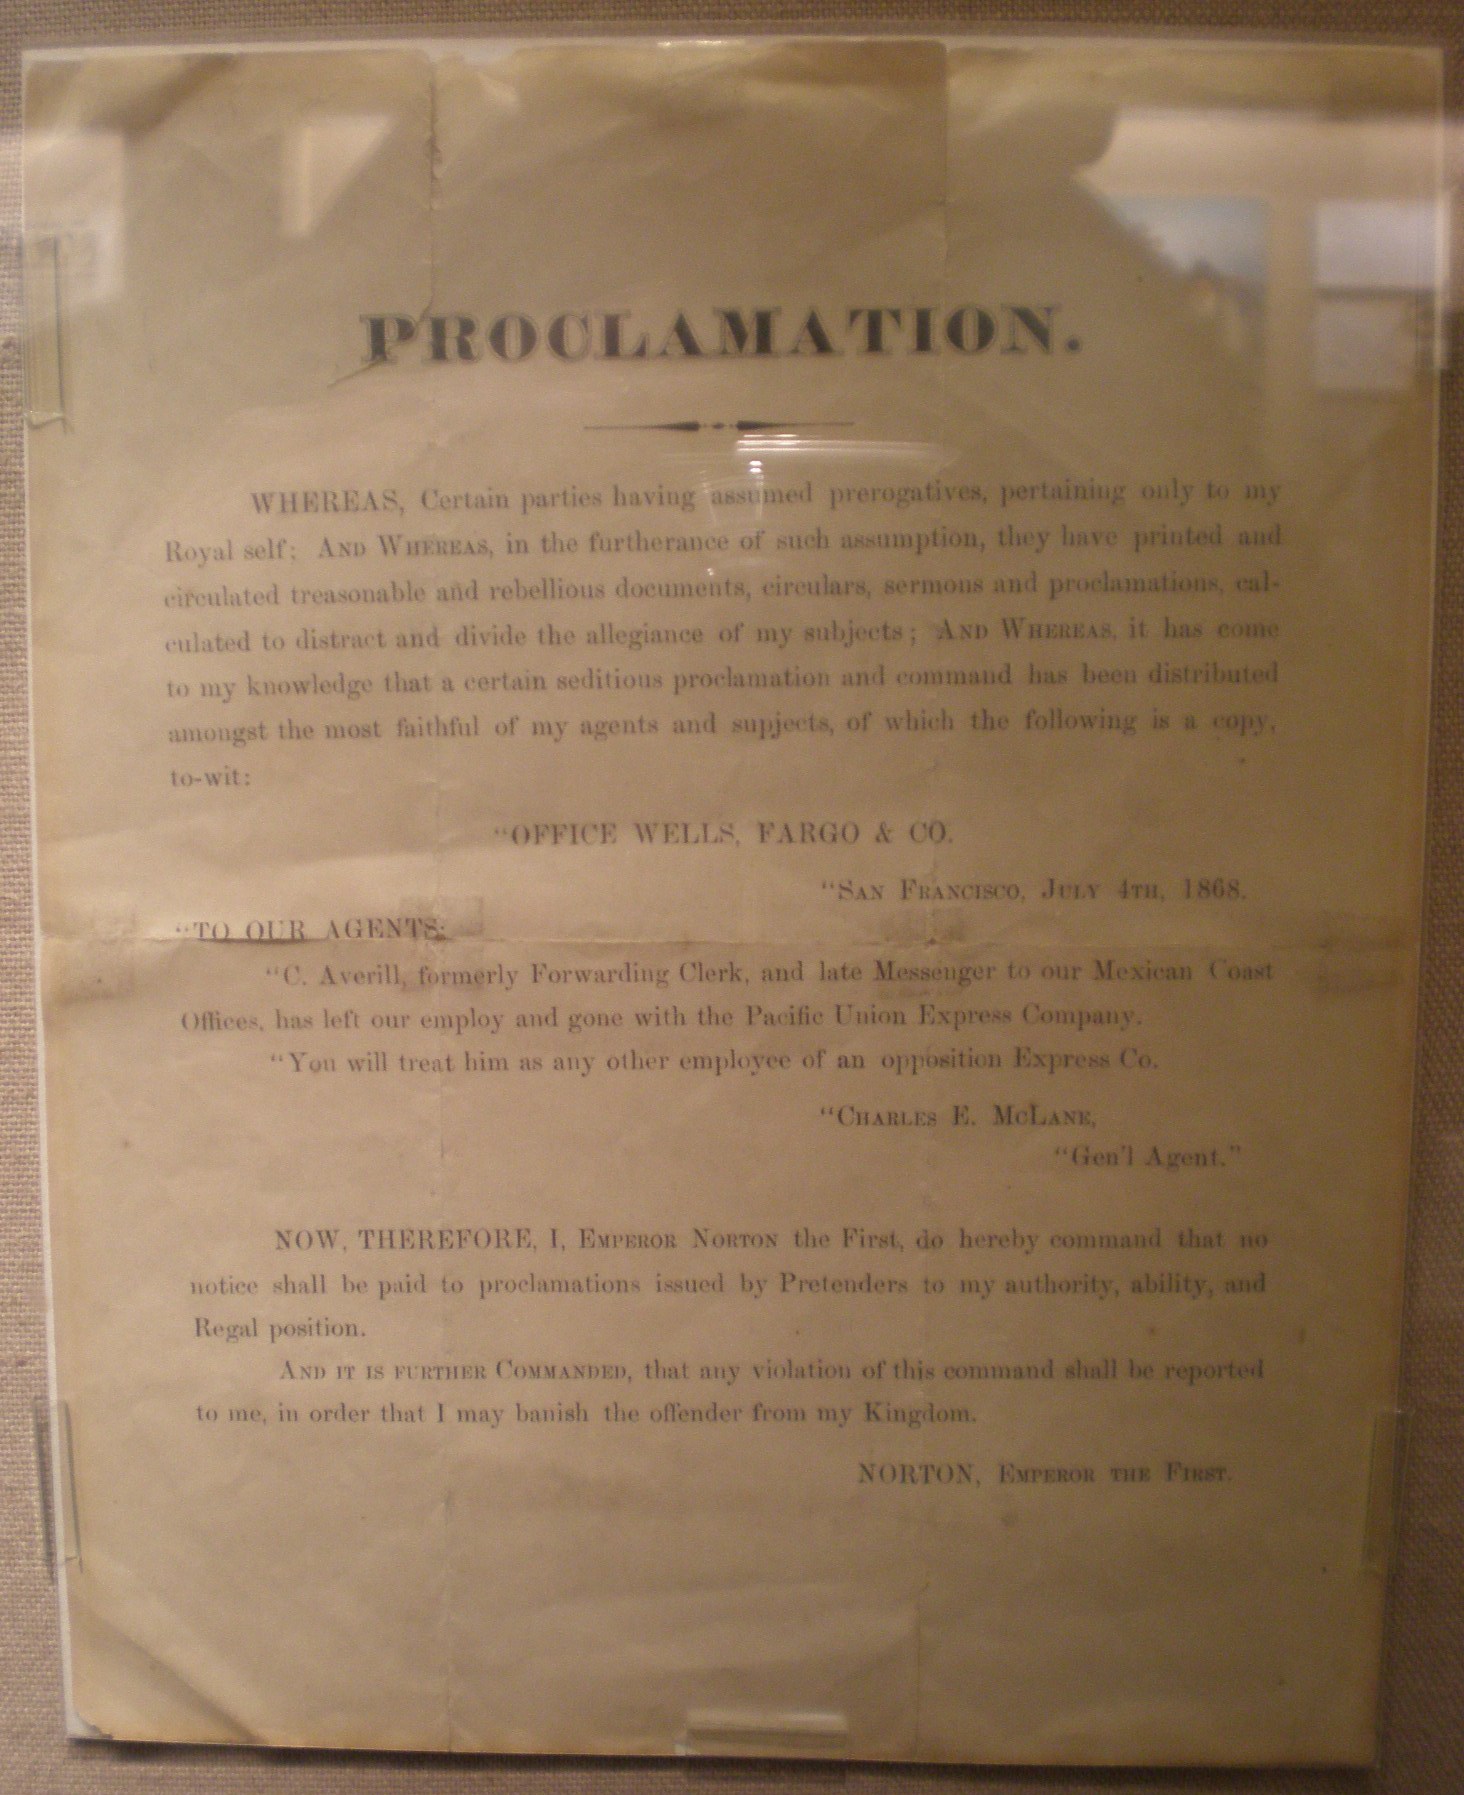 PROCLAMATION.
WHEREAS, Certain parties having assumed prerogatives, pertaining only to my
Royal self; AND WHEREAS, in the furtherance of such assumption, they have printed and
circulated treasonable and rebellious documents, circulars, sermons and proclamations, cal-
culated to distract and divide the allegiance of my subjects; AND WHEREAS, it has come
to my knowledge that a certain seditious proclamation and command has been distributed
amongst the most faithful of my agents and supjects, of which the following is a copy,
to-wit:
"OFFICE WELLS, FARGO & CO.
"SAN FRANCISCO, JULY 4TH, 1868.
"TO OUR AGENTS:
"C. Averill, formerly Forwarding Clerk, and late Messenger to our Mexican Coast
Offices, has left our employ and gone with the Pacific Union Express Company.
"You will treat him as any other employee of an opposition Express Co.
"CHARLES E. MCLANE,
"Gen'l Agent."
NOW, THEREFORE, I, EMPEROR NORTON the First, do hereby command that no
notice shall be paid to proclamations issued by Pretenders to my authority, ability, and
Regal position.
AND IT IS FURTHER COMMANDED, that any violation of this command shall be reported
to me, in order that I may banish the offender from my Kingdom.
NORTON, EMPEROR THE FIRST.